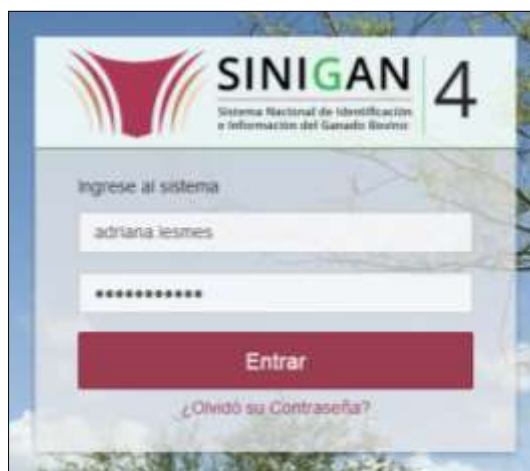 SINIGAN 4
Sistema Nacional de Identificación
e Información del Ganado Bovino
Ingrese al sistema
adriana lesmes
•••••••••••
Entrar
¿Olvidó su Contraseña?